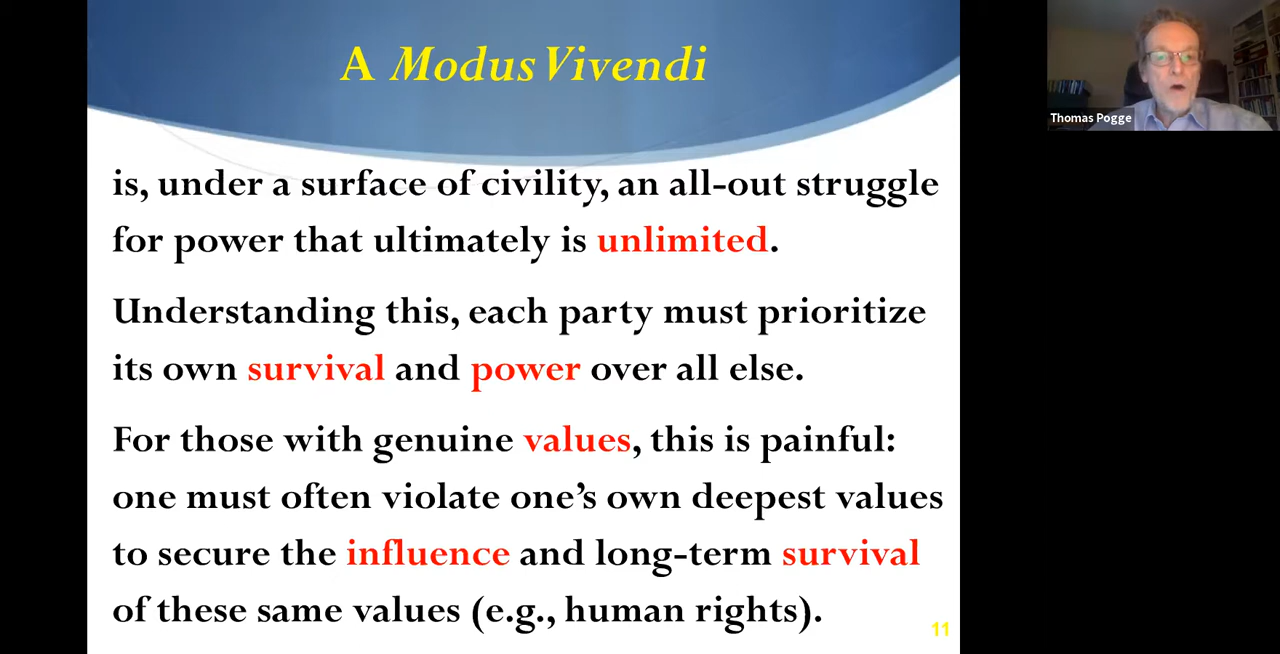 A Modus Vivendi
Thomas Pogge
is, under a surface of civility, an all-out struggle
for power that ultimately is unlimited.
Understanding this, each party must prioritize
its own survival and power over all else.
For those with genuine values, this is painful:
one must often violate one’s own deepest values
to secure the influence and long-term survival
of these same values (e.g., human rights).
11